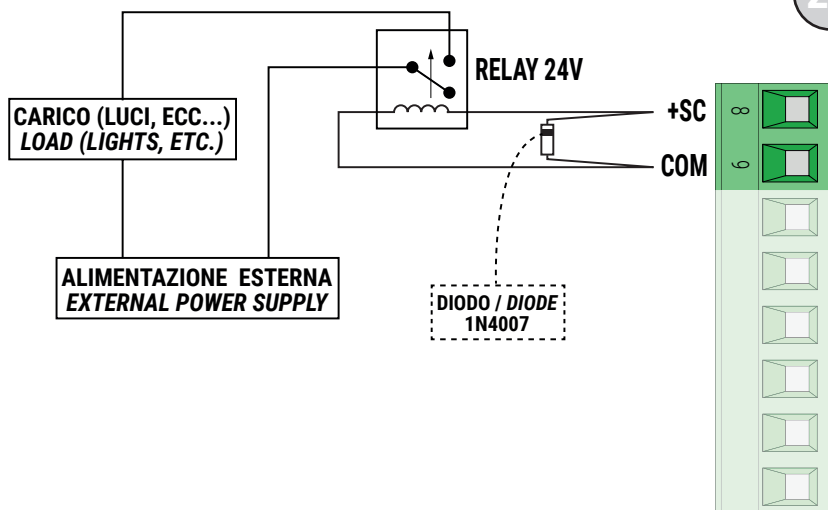 RELAY 24V
CARICO (LUCI, ECC...)
LOAD (LIGHTS, ETC.)
+SC
8
COM
9
ALIMENTAZIONE ESTERNA
EXTERNAL POWER SUPPLY
DIODO / DIODE
1N4007